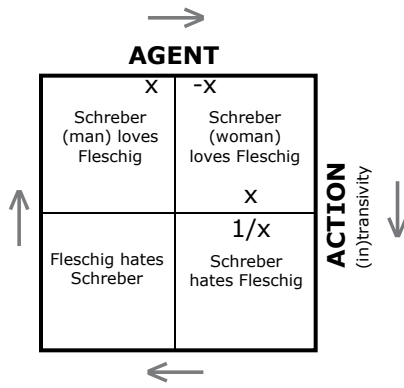 AGENT
x
-x
Schreber
(man) loves
Fleschig
Schreber
(woman)
loves Fleschig
x
ACTION
(in)transivity
1/x
Fleschig hates
Schreber
Schreber
hates Fleschig